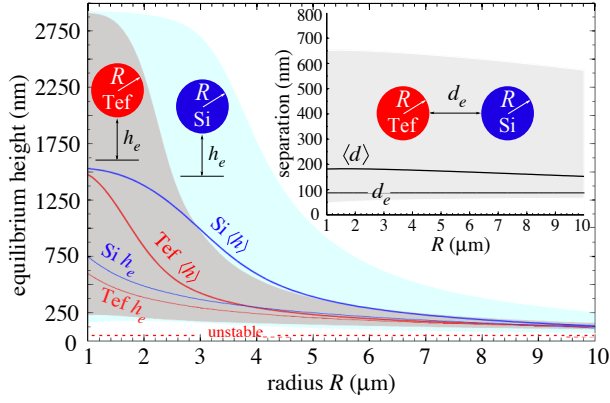 equilibrium height (nm)
2750
2250
1750
1250
750
250
0
R
Tef
h_e
R
Si
h_e
Si ⟨h⟩
Tef ⟨h⟩
Si h_e
Tef h_e
unstable
1 2 3 4 5 6 7 8 9 10
radius R (μm)
separation (nm)
800
700
600
500
400
300
200
100
0
R
Tef
d_e
R
Si
⟨d⟩
d_e
1 2 3 4 5 6 7 8 9 10
R (μm)